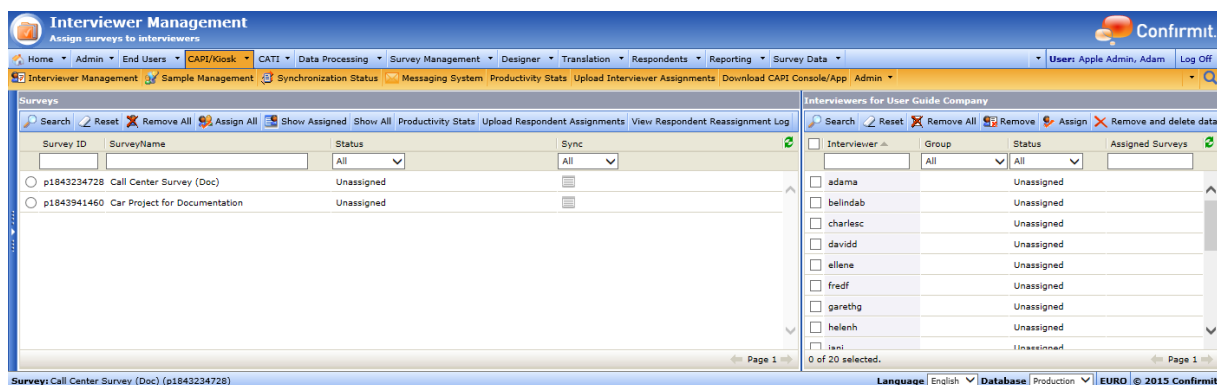 Interviewer Management
Assign surveys to interviewers
Confirmit.
Home Admin End Users CAPI/Kiosk CATI Data Processing Survey Management Designer Translation Respondents Reporting Survey Data User: Apple Admin, Adam Log Off
Interviewer Management Sample Management Synchronization Status Messaging System Productivity Stats Upload Interviewer Assignments Download CAPI Console/App Admin
Surveys
Search Reset Remove All Assign All Show Assigned Show All Productivity Stats Upload Respondent Assignments View Respondent Reassignment Log
Survey ID SurveyName Status Sync
All All
p1843234728 Call Center Survey (Doc) Unassigned
p1843941460 Car Project for Documentation Unassigned
Page 1
Interviewers for User Guide Company
Search Reset Remove All Remove Assign Remove and delete data
Interviewer Group Status Assigned Surveys
All All
adama Unassigned
belindab Unassigned
charlesc Unassigned
davidd Unassigned
ellene Unassigned
fredf Unassigned
garethg Unassigned
helenh Unassigned
Unassigned
0 of 20 selected. Page 1
Survey: Call Center Survey (Doc) (p1843234728) Language English Database Production EURO © 2015 Confirmit